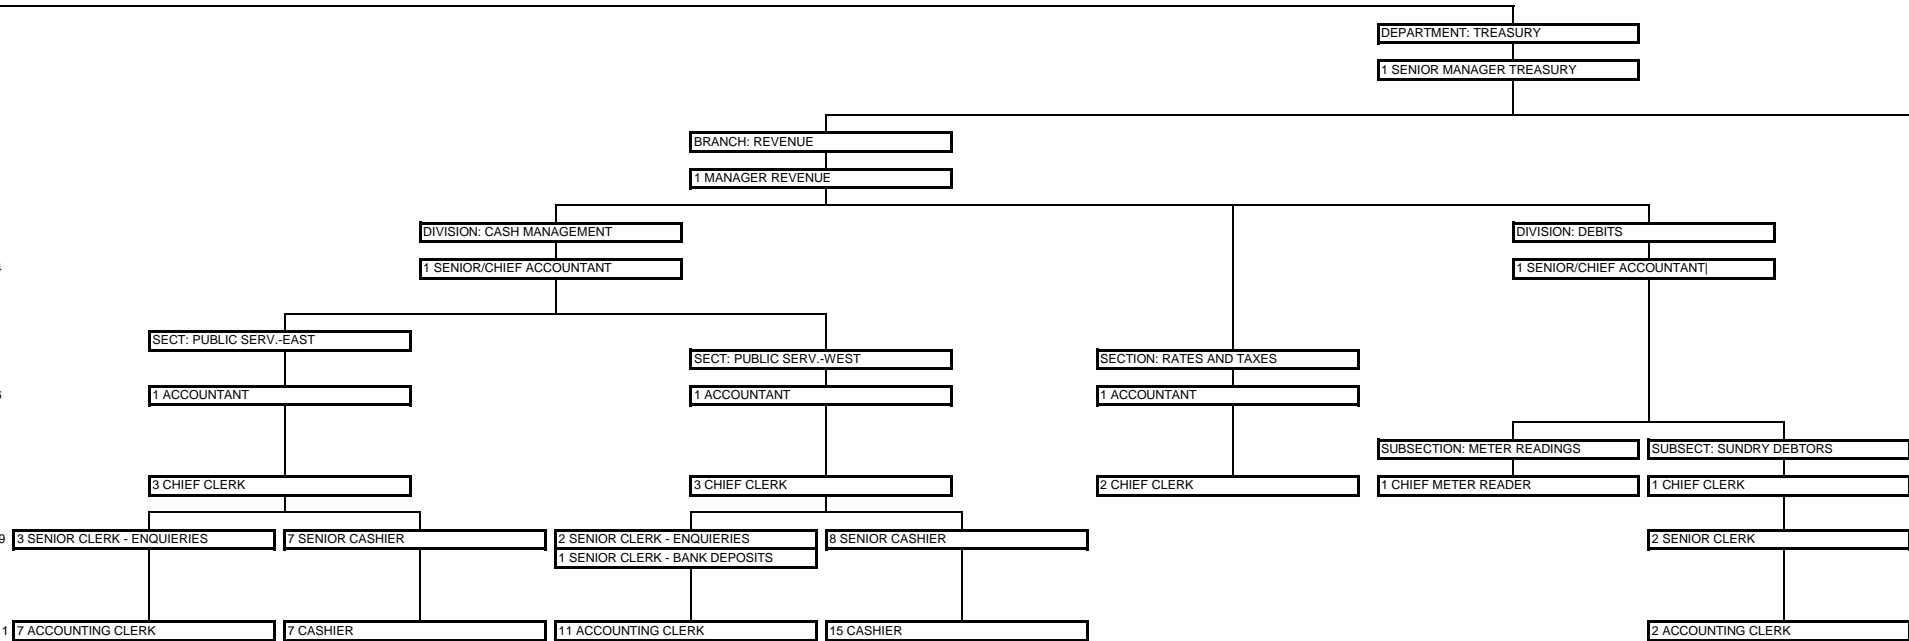 DEPARTMENT: TREASURY
1 SENIOR MANAGER TREASURY
BRANCH: REVENUE
1 MANAGER REVENUE
DIVISION: CASH MANAGEMENT
DIVISION: DEBITS
1 SENIOR/CHIEF ACCOUNTANT
1 SENIOR/CHIEF ACCOUNTANT|
SECT: PUBLIC SERV.-EAST
SECT: PUBLIC SERV.-WEST
SECTION: RATES AND TAXES
1 ACCOUNTANT
1 ACCOUNTANT
1 ACCOUNTANT
SUBSECTION: METER READINGS
SUBSECT: SUNDRY DEBTORS
3 CHIEF CLERK
3 CHIEF CLERK
2 CHIEF CLERK
1 CHIEF METER READER
1 CHIEF CLERK
9
3 SENIOR CLERK - ENQUIERIES
7 SENIOR CASHIER
2 SENIOR CLERK - ENQUIERIES
8 SENIOR CASHIER
2 SENIOR CLERK
1 SENIOR CLERK - BANK DEPOSITS
1
7 ACCOUNTING CLERK
7 CASHIER
11 ACCOUNTING CLERK
15 CASHIER
2 ACCOUNTING CLERK